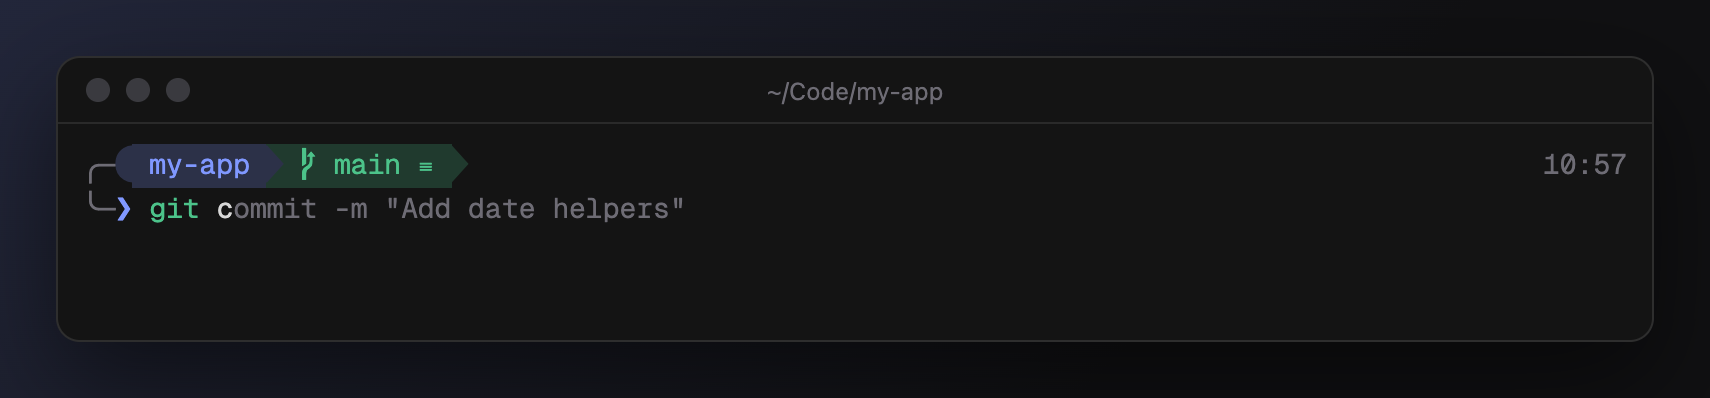 ~/Code/my-app
my-app main ≡ 10:57
❯ git commit -m "Add date helpers"